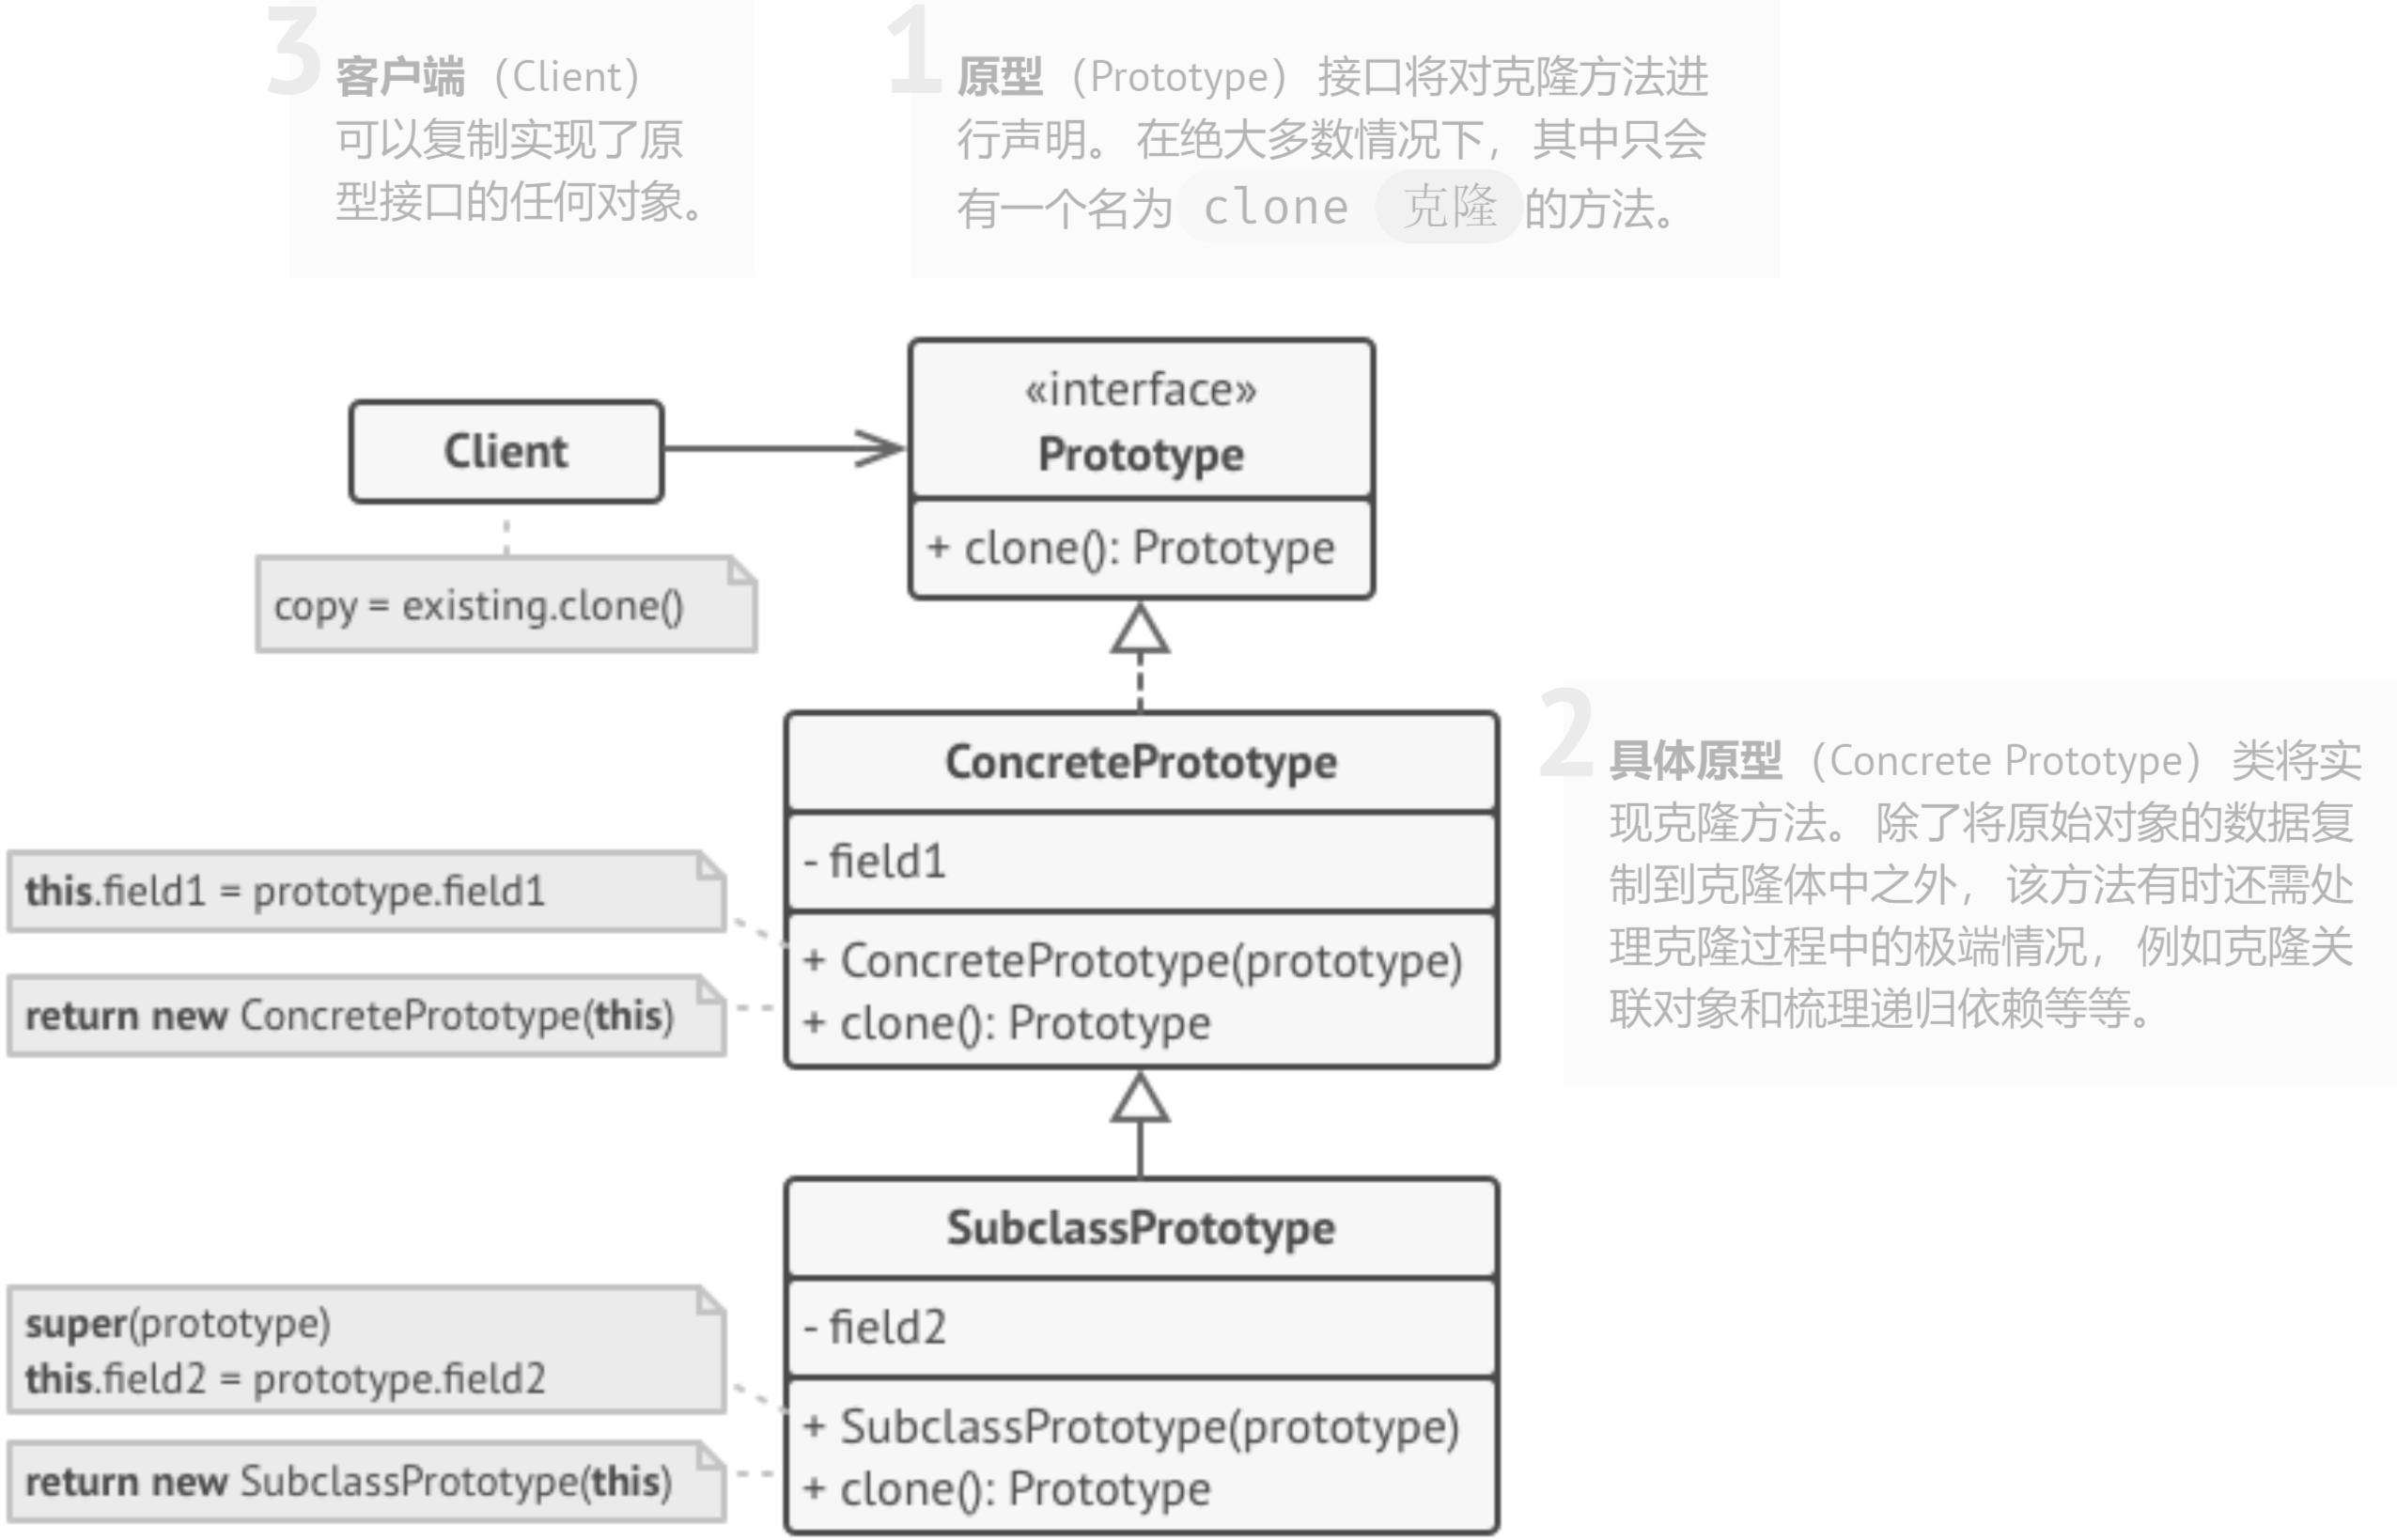 3
客户端（Client）
可以复制实现了原
型接口的任何对象。
1
原型（Prototype） 接口将对克隆方法进
行声明。 在绝大多数情况下， 其中只会
有一个名为 clone 克隆 的方法。
Client
«interface»
Prototype
+ clone(): Prototype
copy = existing.clone()
2
具体原型（Concrete Prototype） 类将实
现克隆方法。 除了将原始对象的数据复
制到克隆体中之外， 该方法有时还需处
理克隆过程中的极端情况， 例如克隆关
联对象和梳理递归依赖等等。
ConcretePrototype
- field1
+ ConcretePrototype(prototype)
+ clone(): Prototype
this.field1 = prototype.field1
return new ConcretePrototype(this)
SubclassPrototype
- field2
+ SubclassPrototype(prototype)
+ clone(): Prototype
super(prototype)
this.field2 = prototype.field2
return new SubclassPrototype(this)